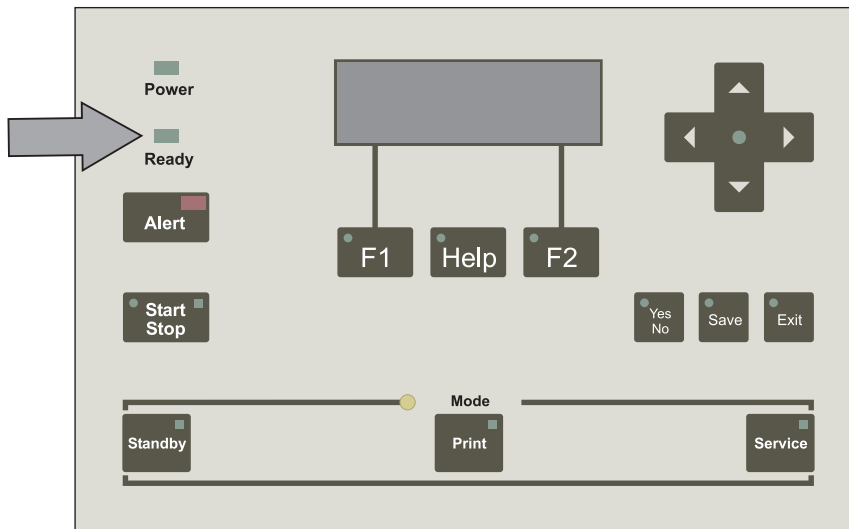 Power
Ready
Alert
F1
Help
F2
Start
Stop
Yes
No
Save
Exit
Mode
Standby
Print
Service